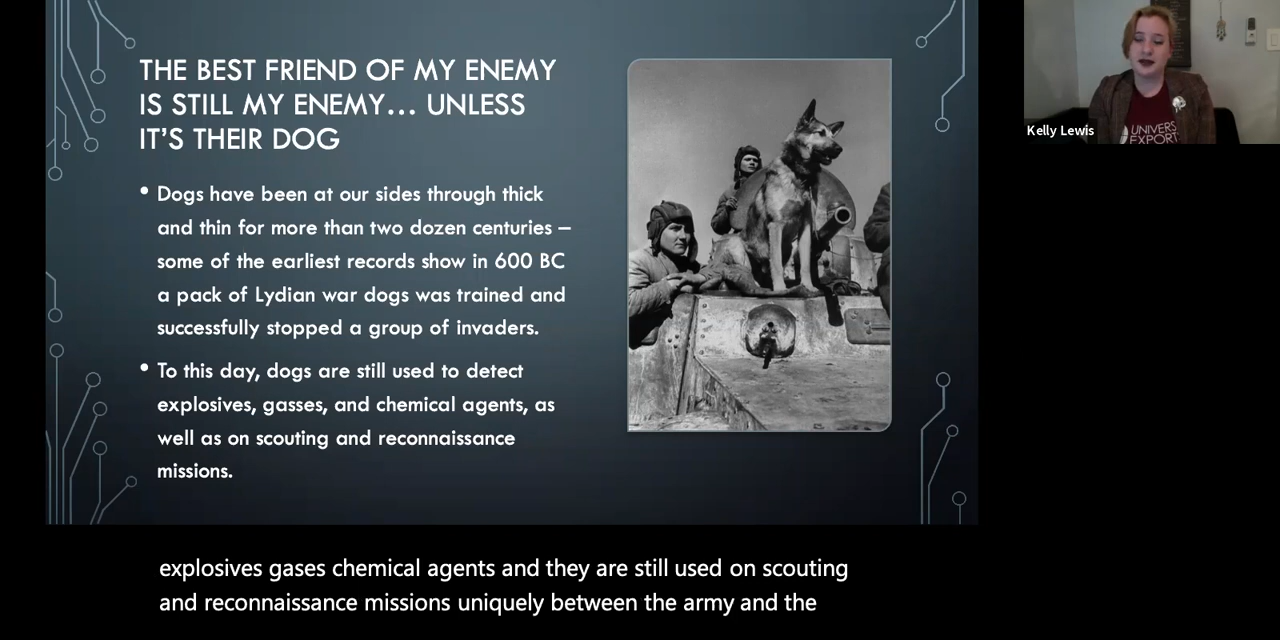 THE BEST FRIEND OF MY ENEMY
IS STILL MY ENEMY... UNLESS
IT'S THEIR DOG
• Dogs have been at our sides through thick
and thin for more than two dozen centuries –
some of the earliest records show in 600 BC
a pack of Lydian war dogs was trained and
successfully stopped a group of invaders.
• To this day, dogs are still used to detect
explosives, gasses, and chemical agents, as
well as on scouting and reconnaissance
missions.
Kelly Lewis
UNIVERS
EXPORT
explosives gases chemical agents and they are still used on scouting
and reconnaissance missions uniquely between the army and the